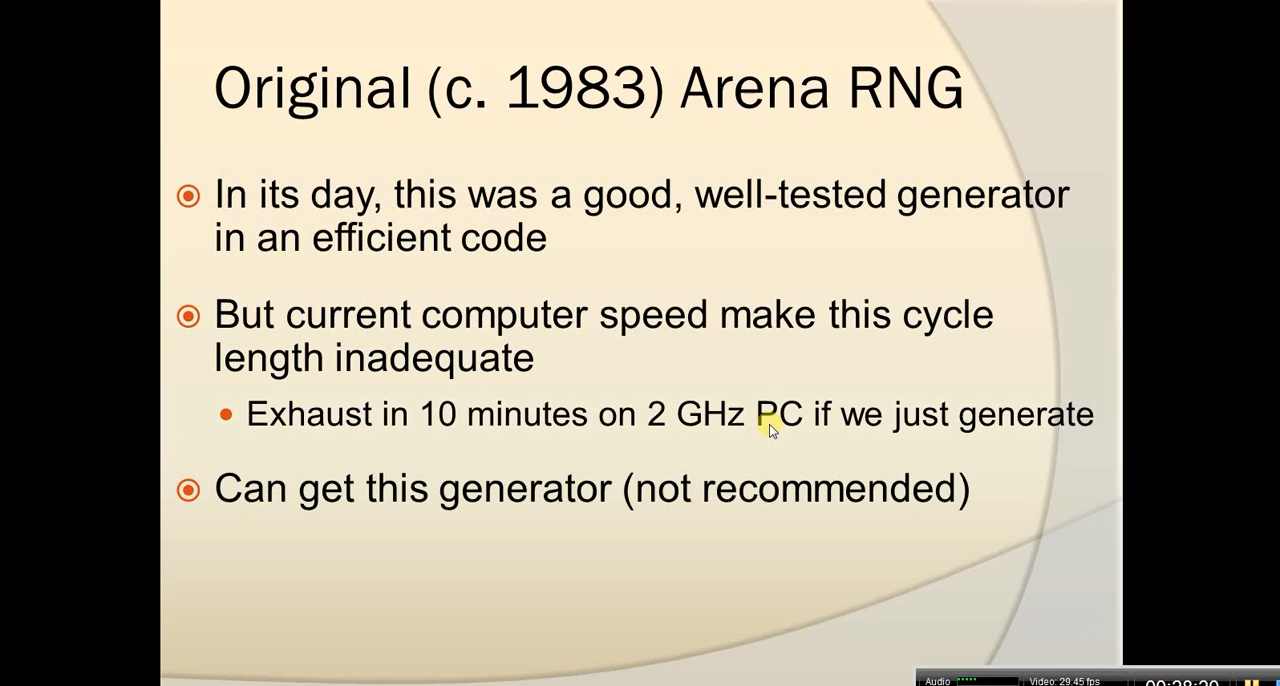 Original (c. 1983) Arena RNG
In its day, this was a good, well-tested generator
in an efficient code
But current computer speed make this cycle
length inadequate
Exhaust in 10 minutes on 2 GHz PC if we just generate
Can get this generator (not recommended)
Audio
Video: 29.45 fps